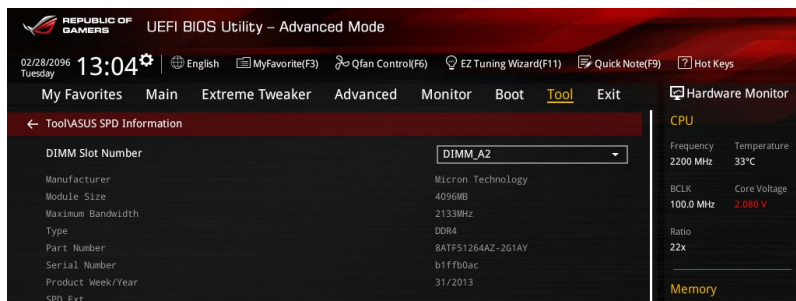 REPUBLIC OF
GAMERS
UEFI BIOS Utility – Advanced Mode
02/28/2096
Tuesday
13:04
English
MyFavorite(F3)
Qfan Control(F6)
EZ Tuning Wizard(F11)
Quick Note(F9)
? Hot Keys
My Favorites Main Extreme Tweaker Advanced Monitor Boot Tool Exit
Hardware Monitor
← Tool\ASUS SPD Information
DIMM Slot Number DIMM_A2
Manufacturer Micron Technology
Module Size 4096MB
Maximum Bandwidth 2133MHz
Type DDR4
Part Number 8ATF51264AZ-2G1AY
Serial Number b1ffb0ac
Product Week/Year 31/2013
SPD Ext
CPU
Frequency Temperature
2200 MHz 33°C
BCLK Core Voltage
100.0 MHz 2.080 V
Ratio
22x
Memory